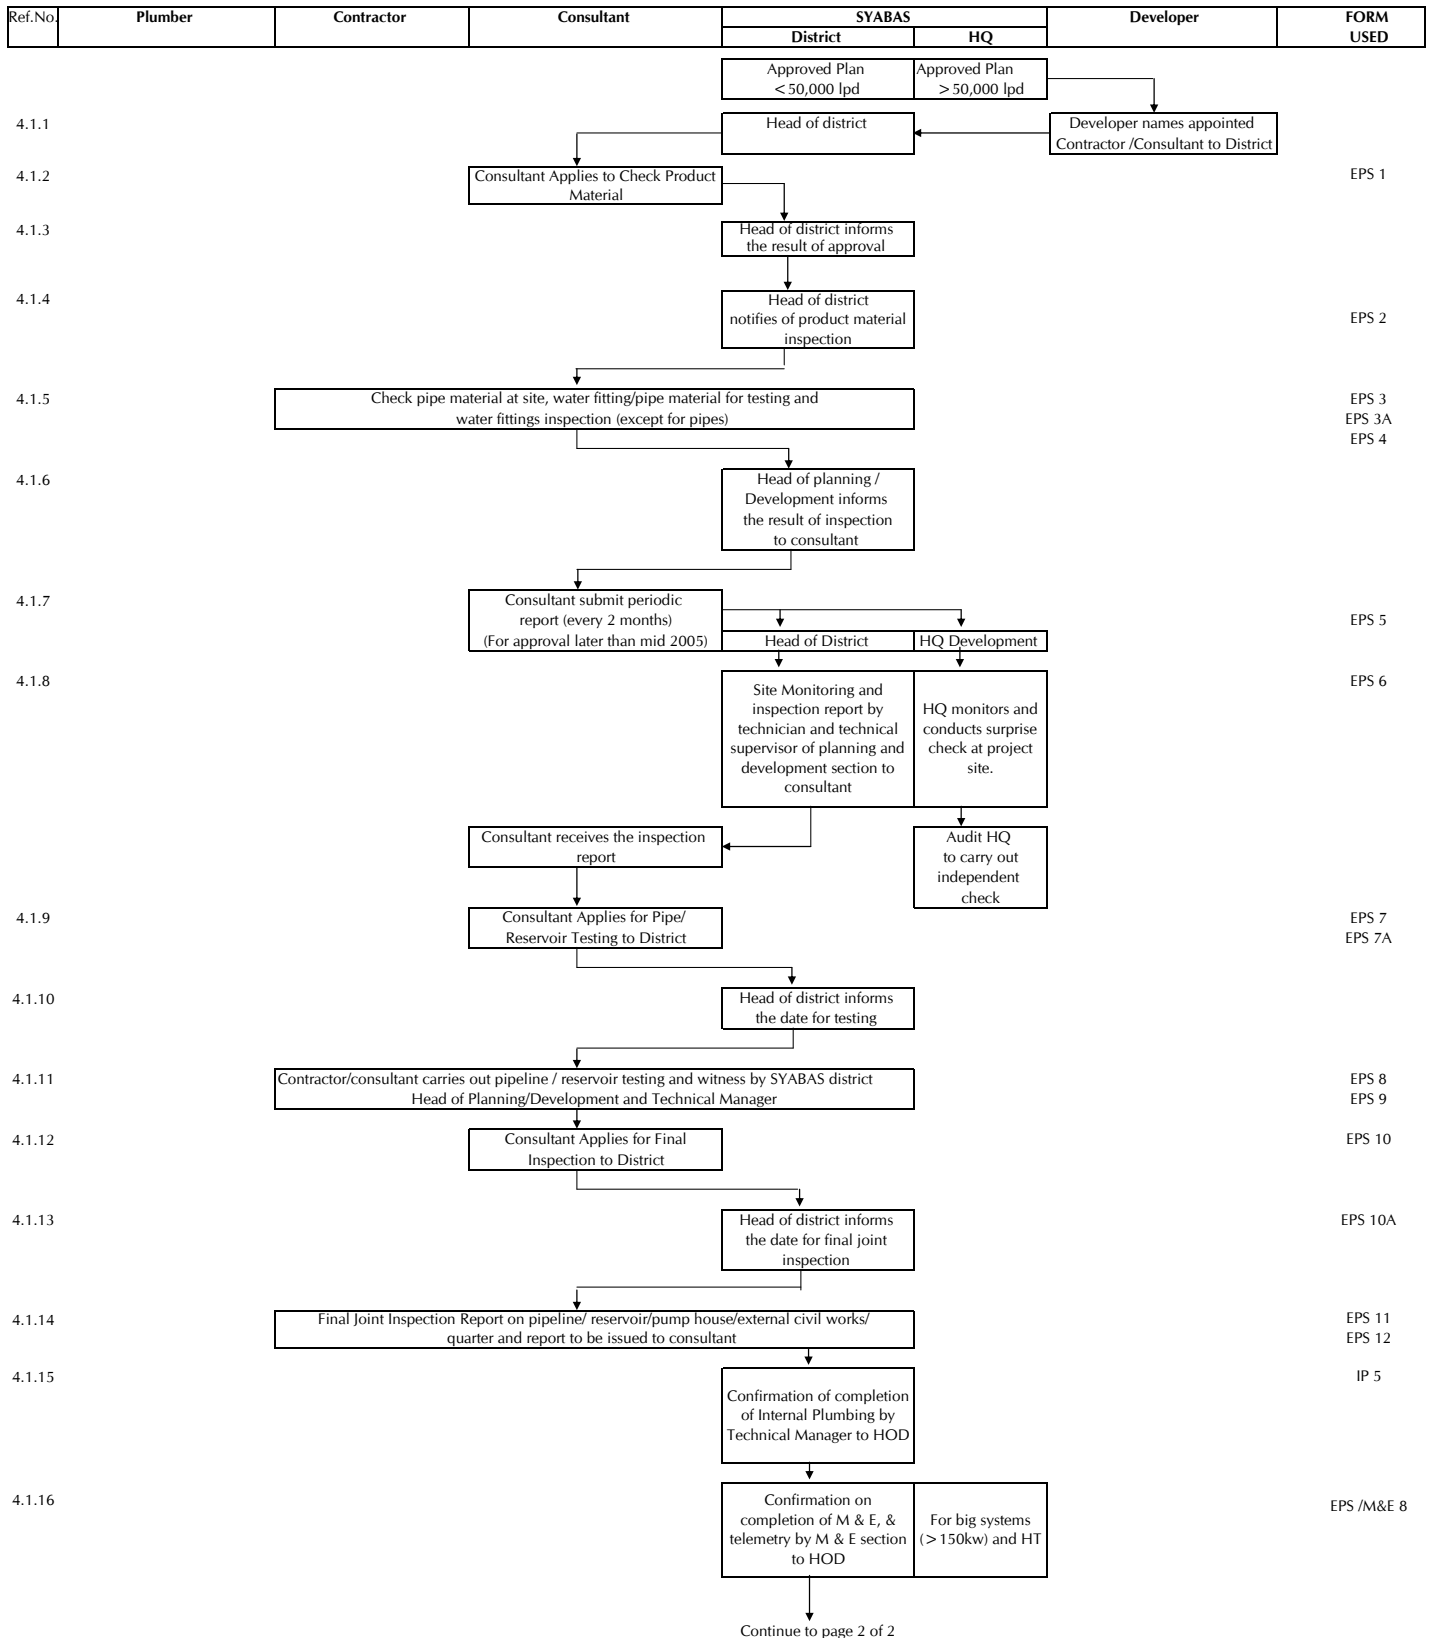 Ref.No.
Plumber
Contractor
Consultant
SYABAS
Developer
FORM
USED
District
HQ
Approved Plan
<50,000 lpd
Approved Plan
>50,000 lpd
4.1.1
Head of district
Developer names appointed
Contractor /Consultant to District
4.1.2
Consultant Applies to Check Product
Material
EPS 1
4.1.3
Head of district informs
the result of approval
4.1.4
Head of district
notifies of product material
inspection
EPS 2
4.1.5
Check pipe material at site, water fitting/pipe material for testing and
water fittings inspection (except for pipes)
EPS 3
EPS 3A
EPS 4
4.1.6
Head of planning /
Development informs
the result of inspection
to consultant
4.1.7
Consultant submit periodic
report (every 2 months)
(For approval later than mid 2005)
Head of District
HQ Development
EPS 5
4.1.8
Site Monitoring and
inspection report by
technician and technical
supervisor of planning and
development section to
consultant
HQ monitors and
conducts surprise
check at project
site.
EPS 6
Consultant receives the inspection
report
Audit HQ
to carry out
independent
check
4.1.9
Consultant Applies for Pipe/
Reservoir Testing to District
EPS 7
EPS 7A
4.1.10
Head of district informs
the date for testing
4.1.11
Contractor/consultant carries out pipeline / reservoir testing and witness by SYABAS district
Head of Planning/Development and Technical Manager
EPS 8
EPS 9
4.1.12
Consultant Applies for Final
Inspection to District
EPS 10
4.1.13
Head of district informs
the date for final joint
inspection
EPS 10A
4.1.14
Final Joint Inspection Report on pipeline/ reservoir/pump house/external civil works/
quarter and report to be issued to consultant
EPS 11
EPS 12
4.1.15
Confirmation of completion
of Internal Plumbing by
Technical Manager to HOD
IP 5
4.1.16
Confirmation on
completion of M & E, &
telemetry by M & E section
to HOD
For big systems
(>150kw) and HT
EPS /M&E 8
Continue to page 2 of 2